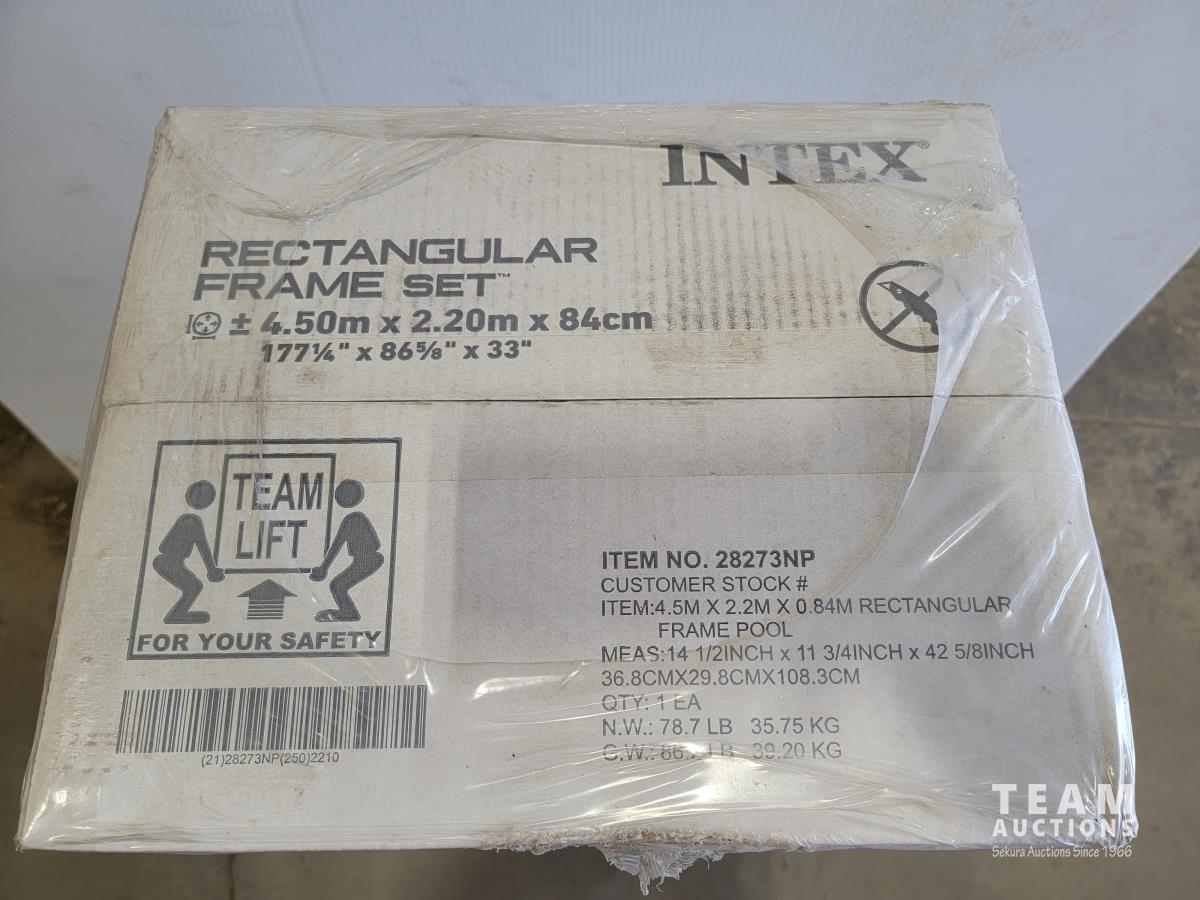 INTEX®
RECTANGULAR
FRAME SET™
± 4.50m x 2.20m x 84cm
177¼" x 86⅝" x 33"
TEAM
LIFT
FOR YOUR SAFETY
(21)28273NP(250)2210
ITEM NO. 28273NP
CUSTOMER STOCK #
ITEM:4.5M X 2.2M X 0.84M RECTANGULAR
FRAME POOL
MEAS:14 1/2INCH x 11 3/4INCH x 42 5/8INCH
36.8CMX29.8CMX108.3CM
QTY: 1 EA
N.W.: 78.7 LB 35.75 KG
G.W.: LB 39.20 KG
TEAM
AUCTIONS
Sekura Auctions Since 1966